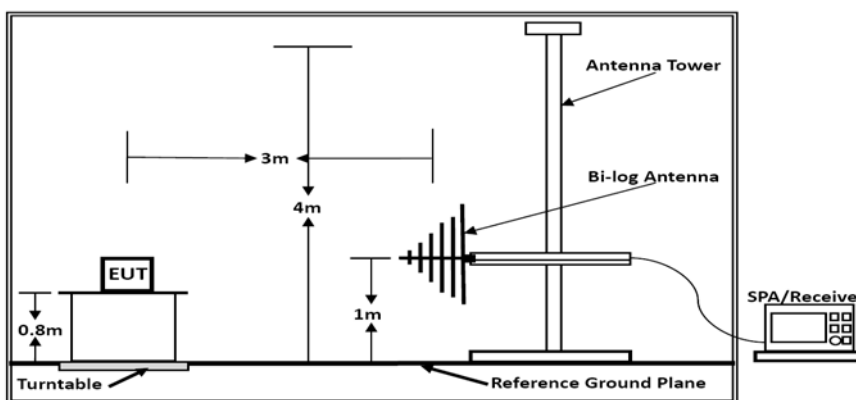 Antenna Tower
3m
Bi-log Antenna
4m
EUT
0.8m
1m
SPA/Receive
Turntable
Reference Ground Plane